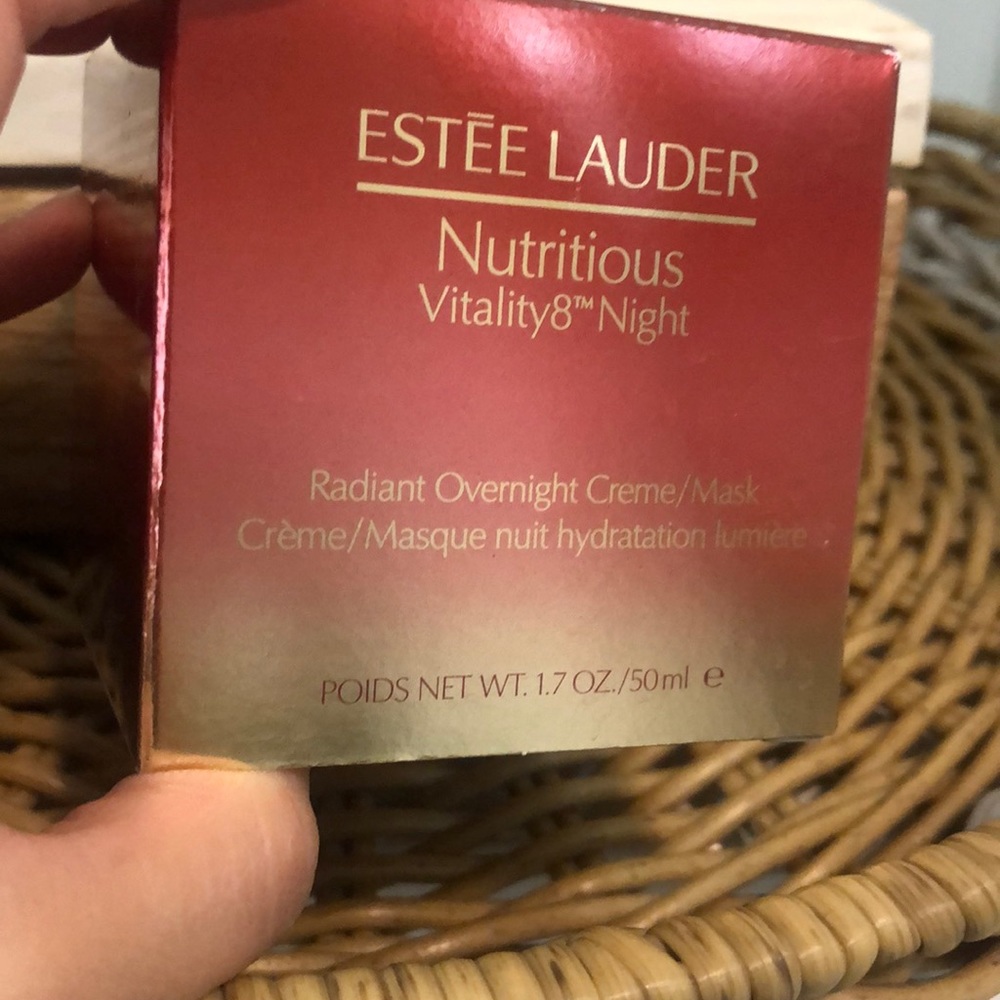 ESTĒE LAUDER
Nutritious
Vitality8™ Night
Radiant Overnight Creme/Mask
Crème/Masque nuit hydratation lumière
POIDS NET WT. 1.7 OZ./50ml ℮